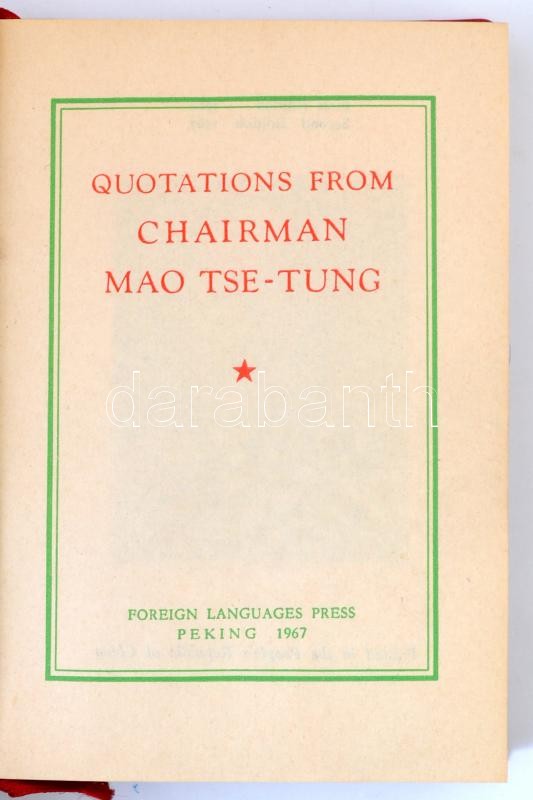 QUOTATIONS FROM
CHAIRMAN
MAO TSE-TUNG
darabanth
FOREIGN LANGUAGES PRESS
PEKING 1967